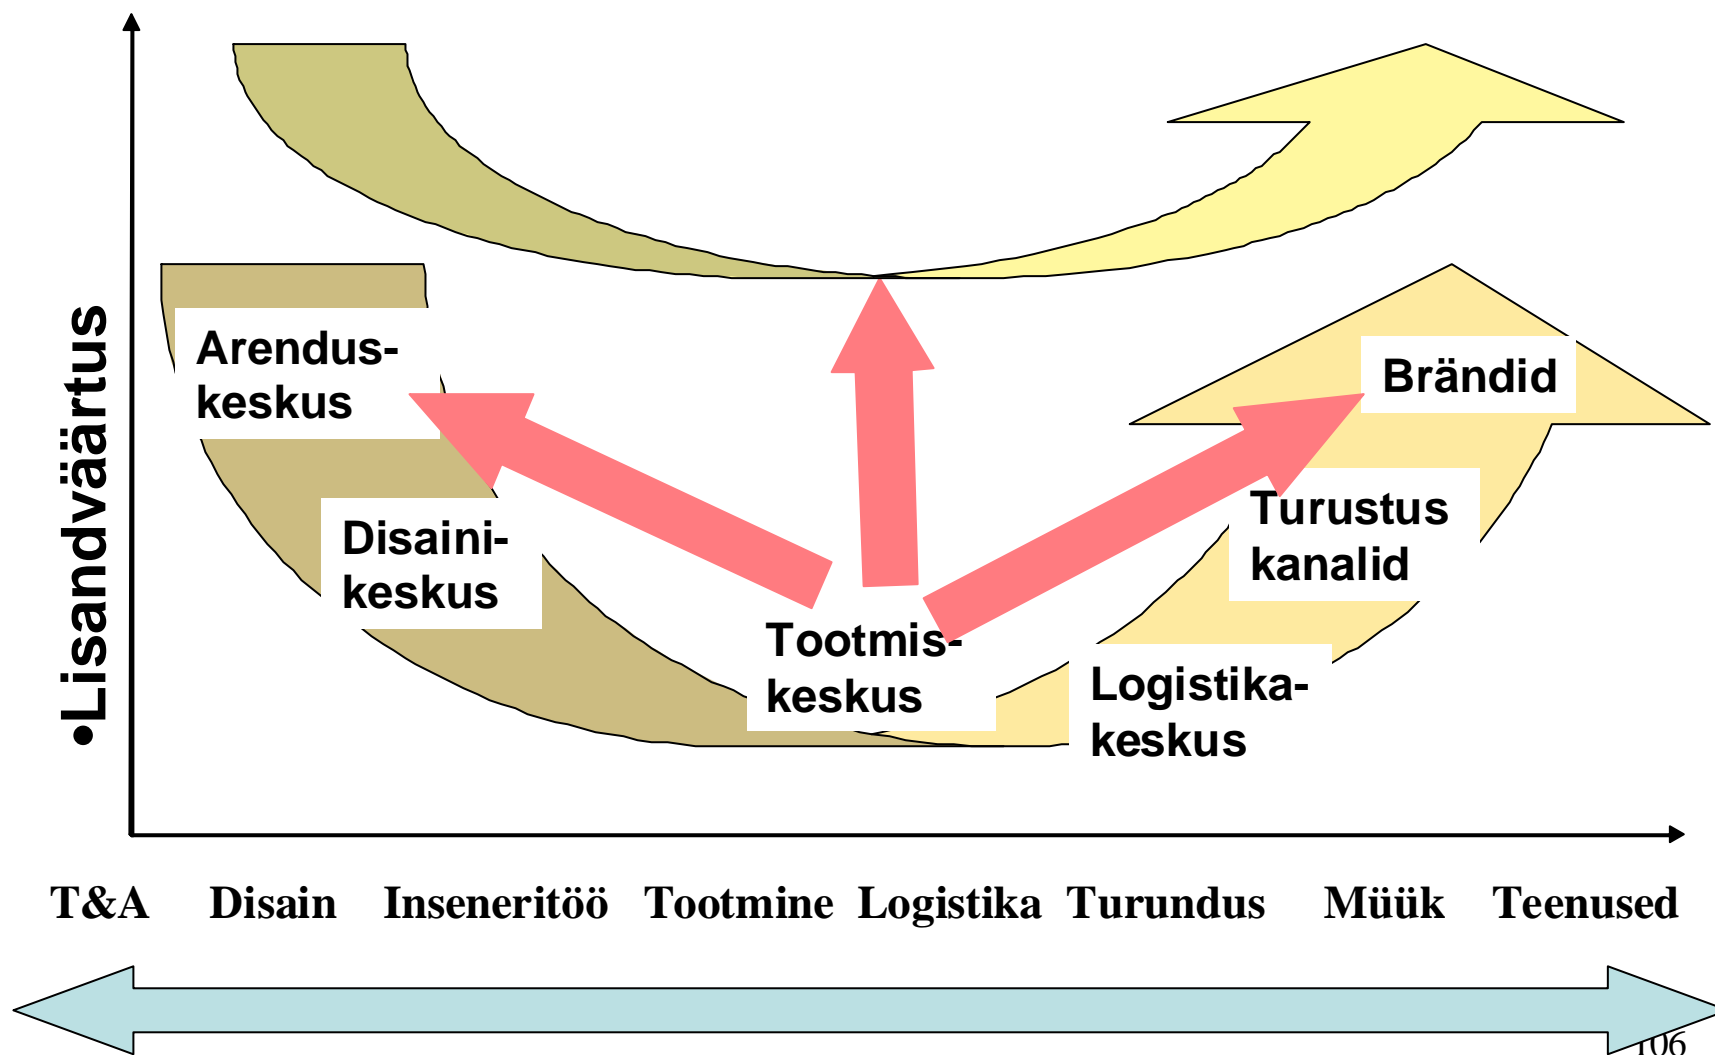 •Lisandväärtus
Arendus-
keskus
Disaini-
keskus
Tootmis-
keskus
Logistika-
keskus
Turustus
kanalid
Brändid
T&A Disain Inseneritöö Tootmine Logistika Turundus Müük Teenused
106